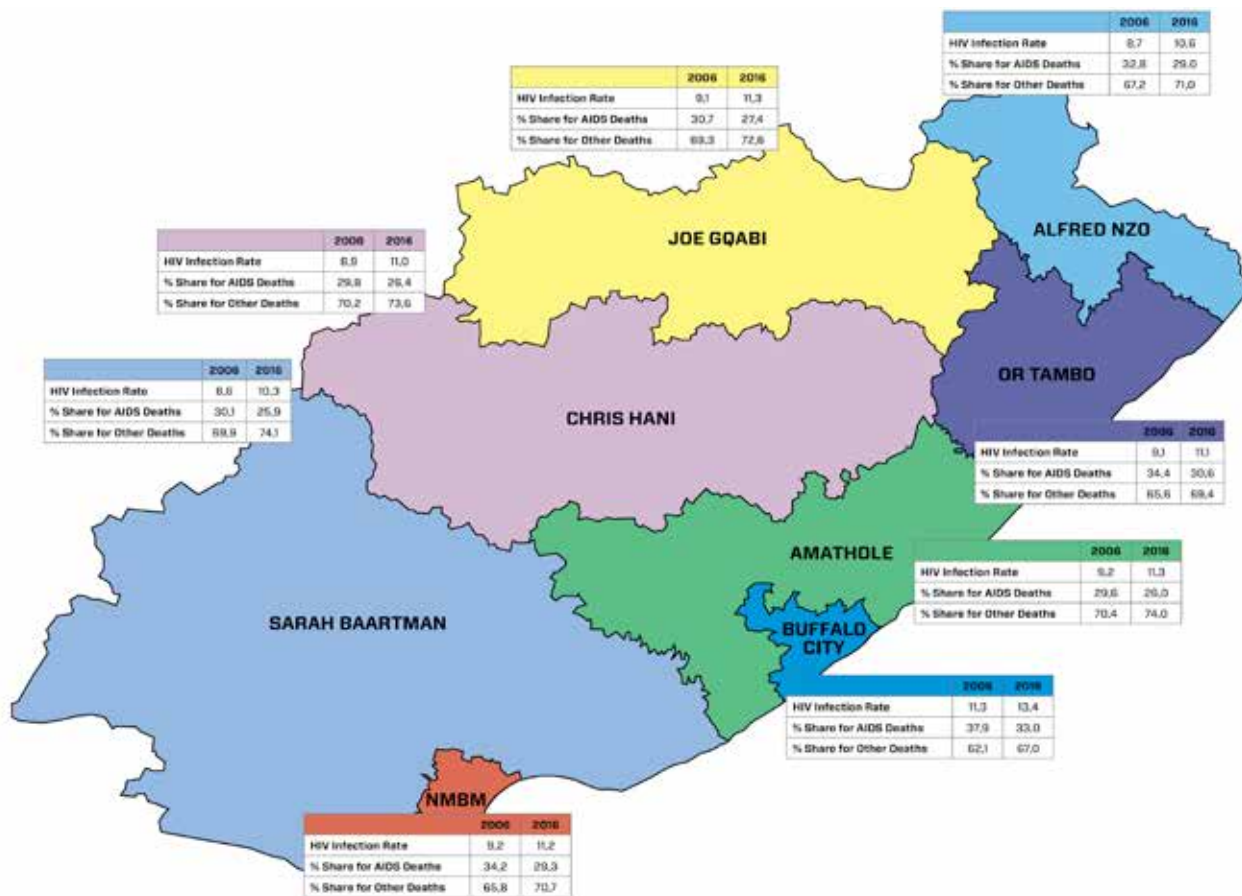 2006 2016
HIV Infection Rate 8,7 10,6
% Share for AIDS Deaths 32,8 29,0
% Share for Other Deaths 67,2 71,0
2006 2016
HIV Infection Rate 9,1 11,3
% Share for AIDS Deaths 30,7 27,4
% Share for Other Deaths 69,3 72,6
JOE GQABI
ALFRED NZO
2006 2016
HIV Infection Rate 8,9 11,0
% Share for AIDS Deaths 29,8 26,4
% Share for Other Deaths 70,2 73,6
OR TAMBO
2006 2016
HIV Infection Rate 8,6 10,3
% Share for AIDS Deaths 30,1 25,9
% Share for Other Deaths 69,9 74,1
CHRIS HANI
2006 2016
HIV Infection Rate 9,1 11,1
% Share for AIDS Deaths 34,4 30,6
% Share for Other Deaths 65,6 69,4
AMATHOLE
2006 2016
HIV Infection Rate 9,2 11,3
% Share for AIDS Deaths 29,6 26,0
% Share for Other Deaths 70,4 74,0
SARAH BAARTMAN
BUFFALO
CITY
2006 2016
HIV Infection Rate 11,3 13,4
% Share for AIDS Deaths 37,9 33,0
% Share for Other Deaths 62,1 67,0
NMBM
2006 2016
HIV Infection Rate 9,2 11,2
% Share for AIDS Deaths 34,2 29,3
% Share for Other Deaths 65,8 70,7